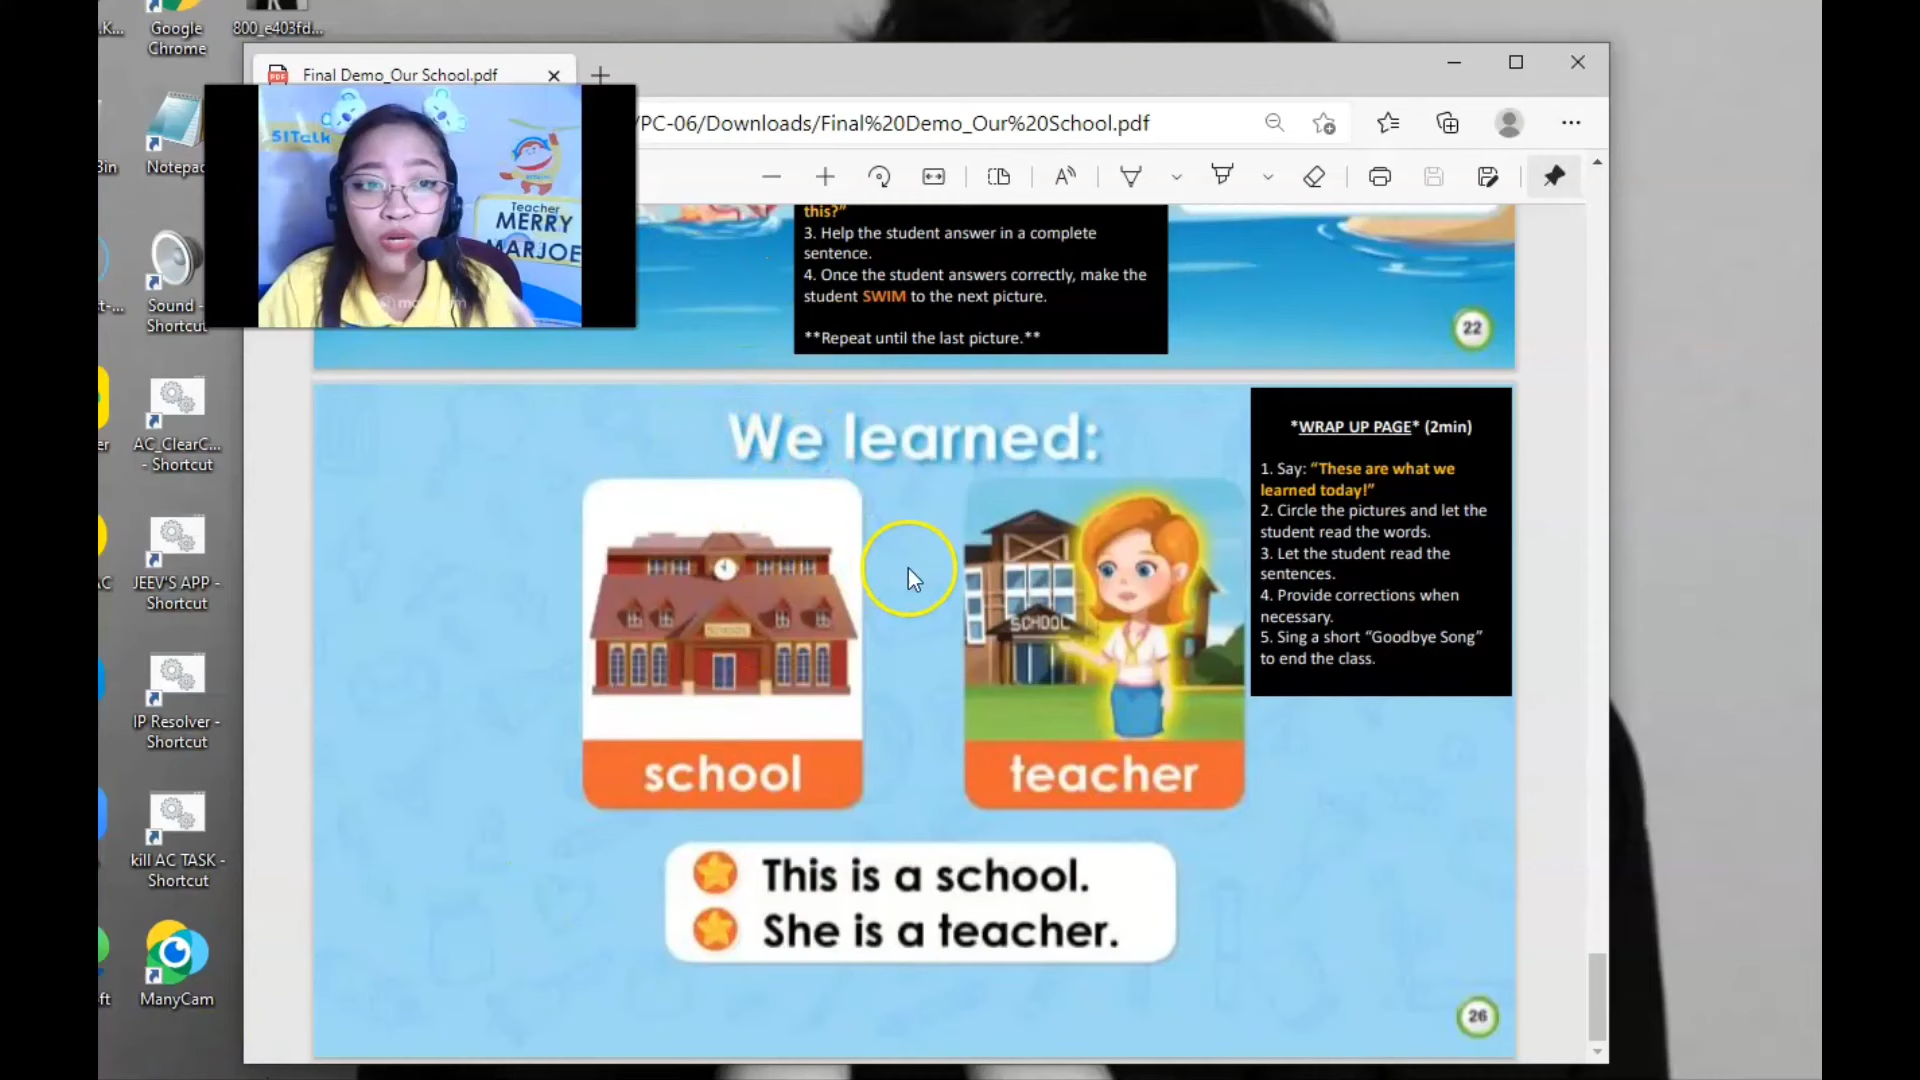 .K...
Google
Chrome
800_e403fd...
Final Demo_Our School.pdf
/PC-06/Downloads/Final%20Demo_Our%20School.pdf
Bin
Notepad
51Talk
Teacher
MERRY
MARJOE
st-...
Sound -
Shortcut
this?”
3. Help the student answer in a complete
sentence.
4. Once the student answers correctly, make the
student SWIM to the next picture.
**Repeat until the last picture.**
22
er
AC_ClearC...
- Shortcut
AC
JEEV'S APP -
Shortcut
IP Resolver -
Shortcut
kill AC TASK -
Shortcut
ft
ManyCam
We learned:
SCHOOL
school
teacher
This is a school.
She is a teacher.
*WRAP UP PAGE* (2min)
1. Say: “These are what we
learned today!”
2. Circle the pictures and let the
student read the words.
3. Let the student read the
sentences.
4. Provide corrections when
necessary.
5. Sing a short “Goodbye Song”
to end the class.
26